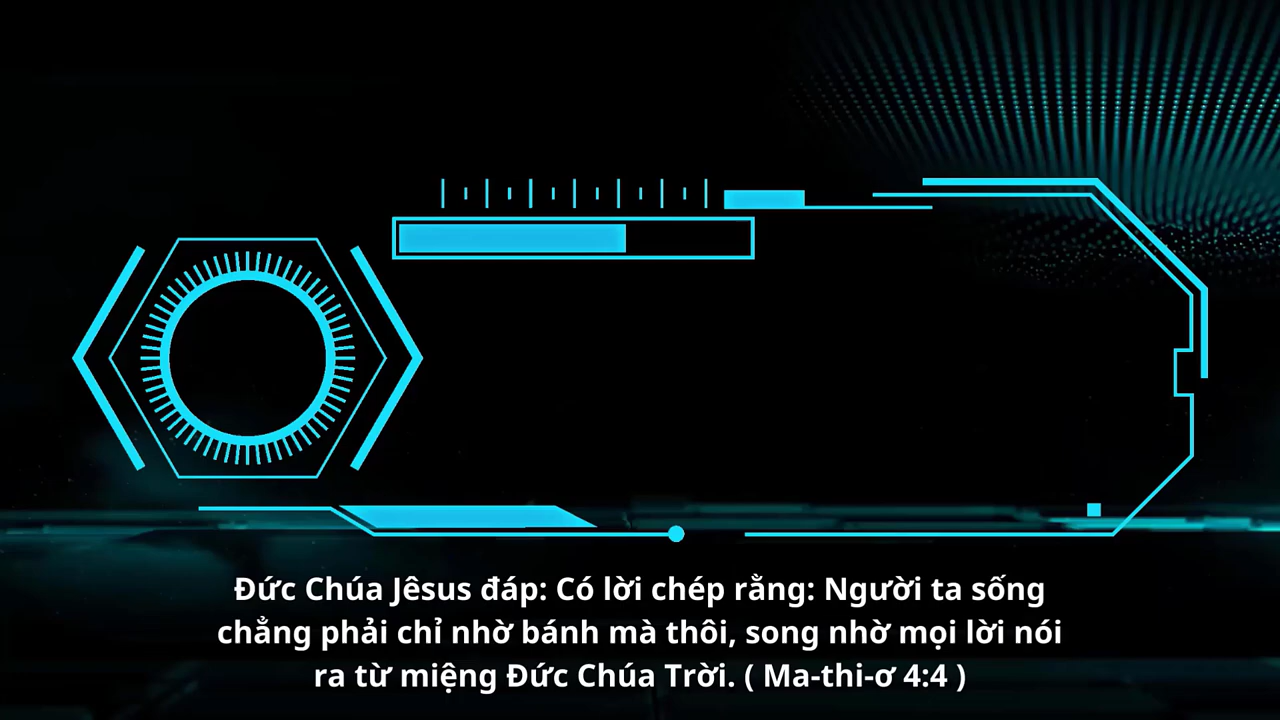 Đức Chúa Jêsus đáp: Có lời chép rằng: Người ta sống
chẳng phải chỉ nhờ bánh mà thôi, song nhờ mọi lời nói
ra từ miệng Đức Chúa Trời. ( Ma-thi-ơ 4:4 )